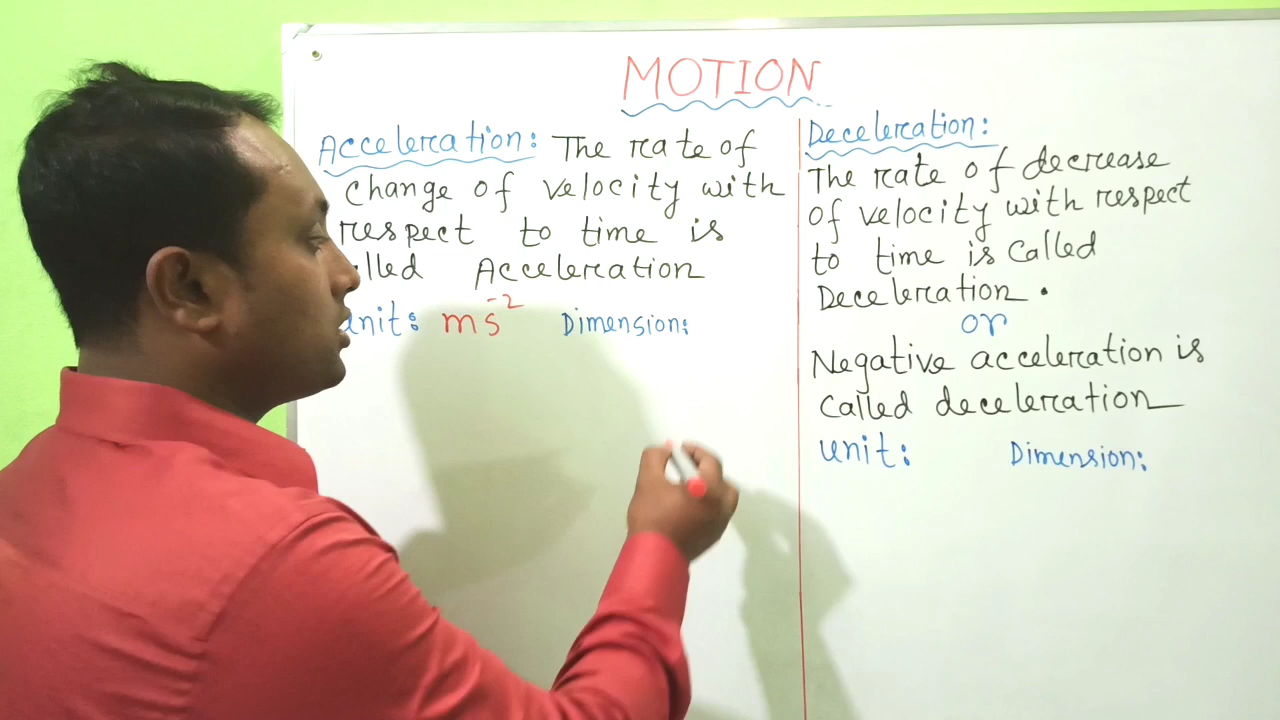 MOTION
Acceleration: The rate of
change of velocity with
respect to time is
lled Acceleration
unit: ms⁻² Dimension:
Deceleration:
The rate of decrease
of velocity with respect
to time is called
Deceleration.
or
Negative acceleration is
called deceleration
unit: Dimension: